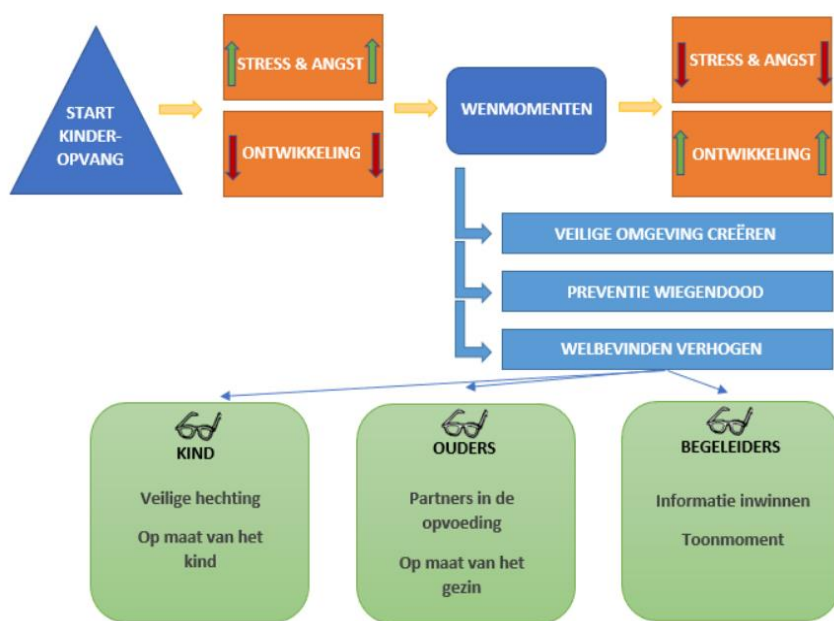 START
KINDER-
OPVANG
STRESS & ANGST
ONTWIKKELING
WENMOMENTEN
STRESS & ANGST
ONTWIKKELING
VEILIGE OMGEVING CREËREN
PREVENTIE WIEGENDOOD
WELBEVINDEN VERHOGEN
KIND
Veilige hechting
Op maat van het
kind
OUDERS
Partners in de
opvoeding
Op maat van het
gezin
BEGELEIDERS
Informatie inwinnen
Toonmoment